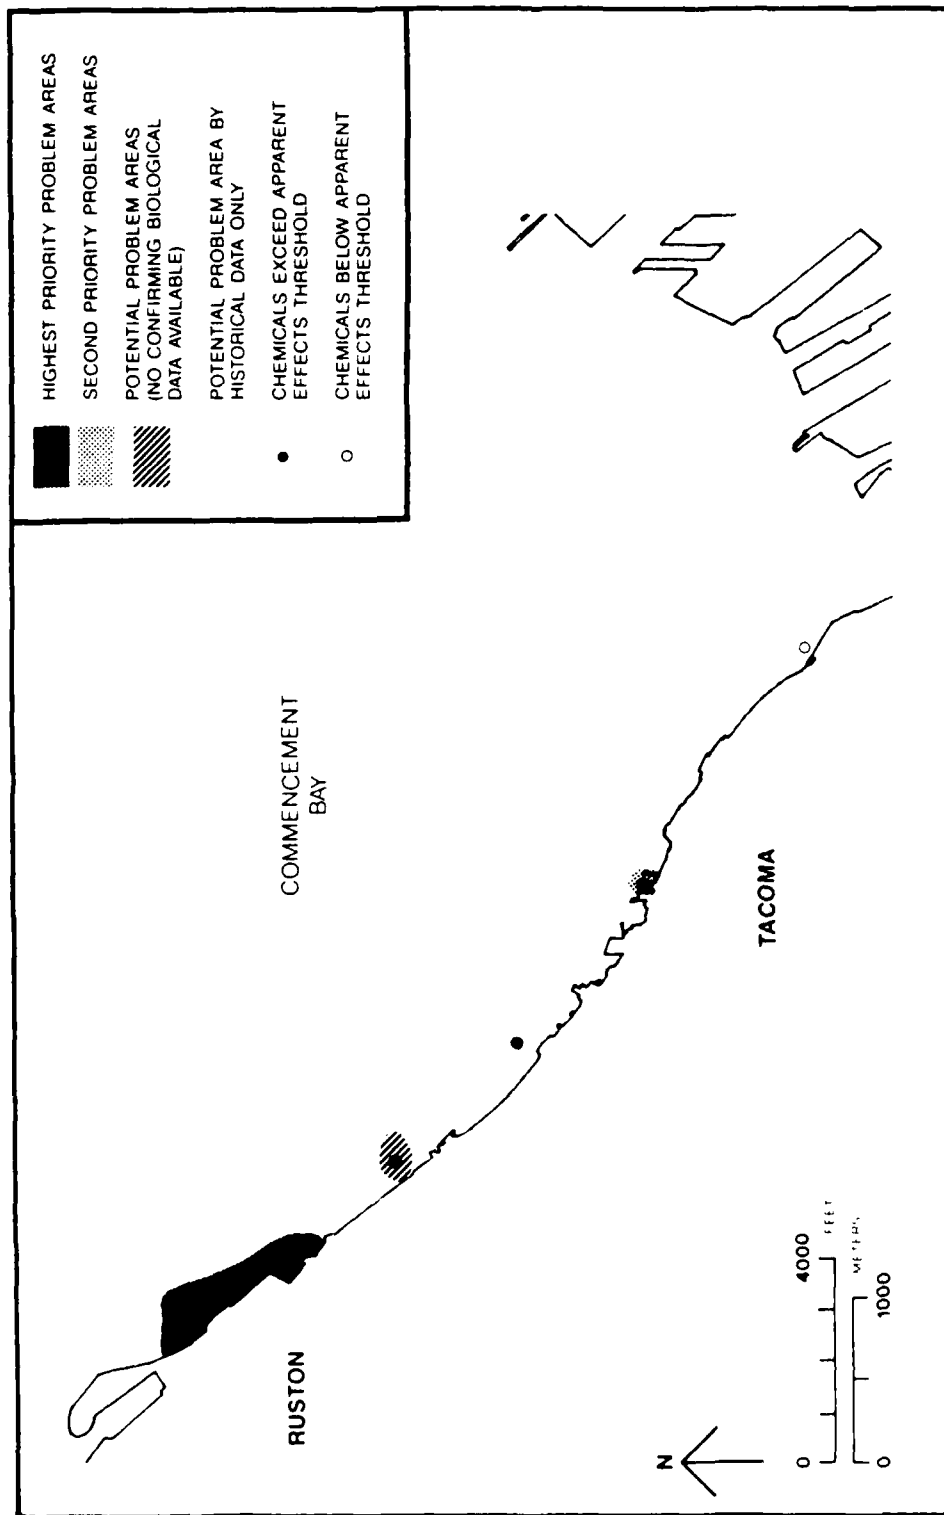 HIGHEST PRIORITY PROBLEM AREAS
SECOND PRIORITY PROBLEM AREAS
POTENTIAL PROBLEM AREAS
(NO CONFIRMING BIOLOGICAL
DATA AVAILABLE)
POTENTIAL PROBLEM AREA BY
HISTORICAL DATA ONLY
CHEMICALS EXCEED APPARENT
EFFECTS THRESHOLD
CHEMICALS BELOW APPARENT
EFFECTS THRESHOLD
COMMENCEMENT
BAY
RUSTON
TACOMA
N
0 4000
FEET
METERS
0 1000